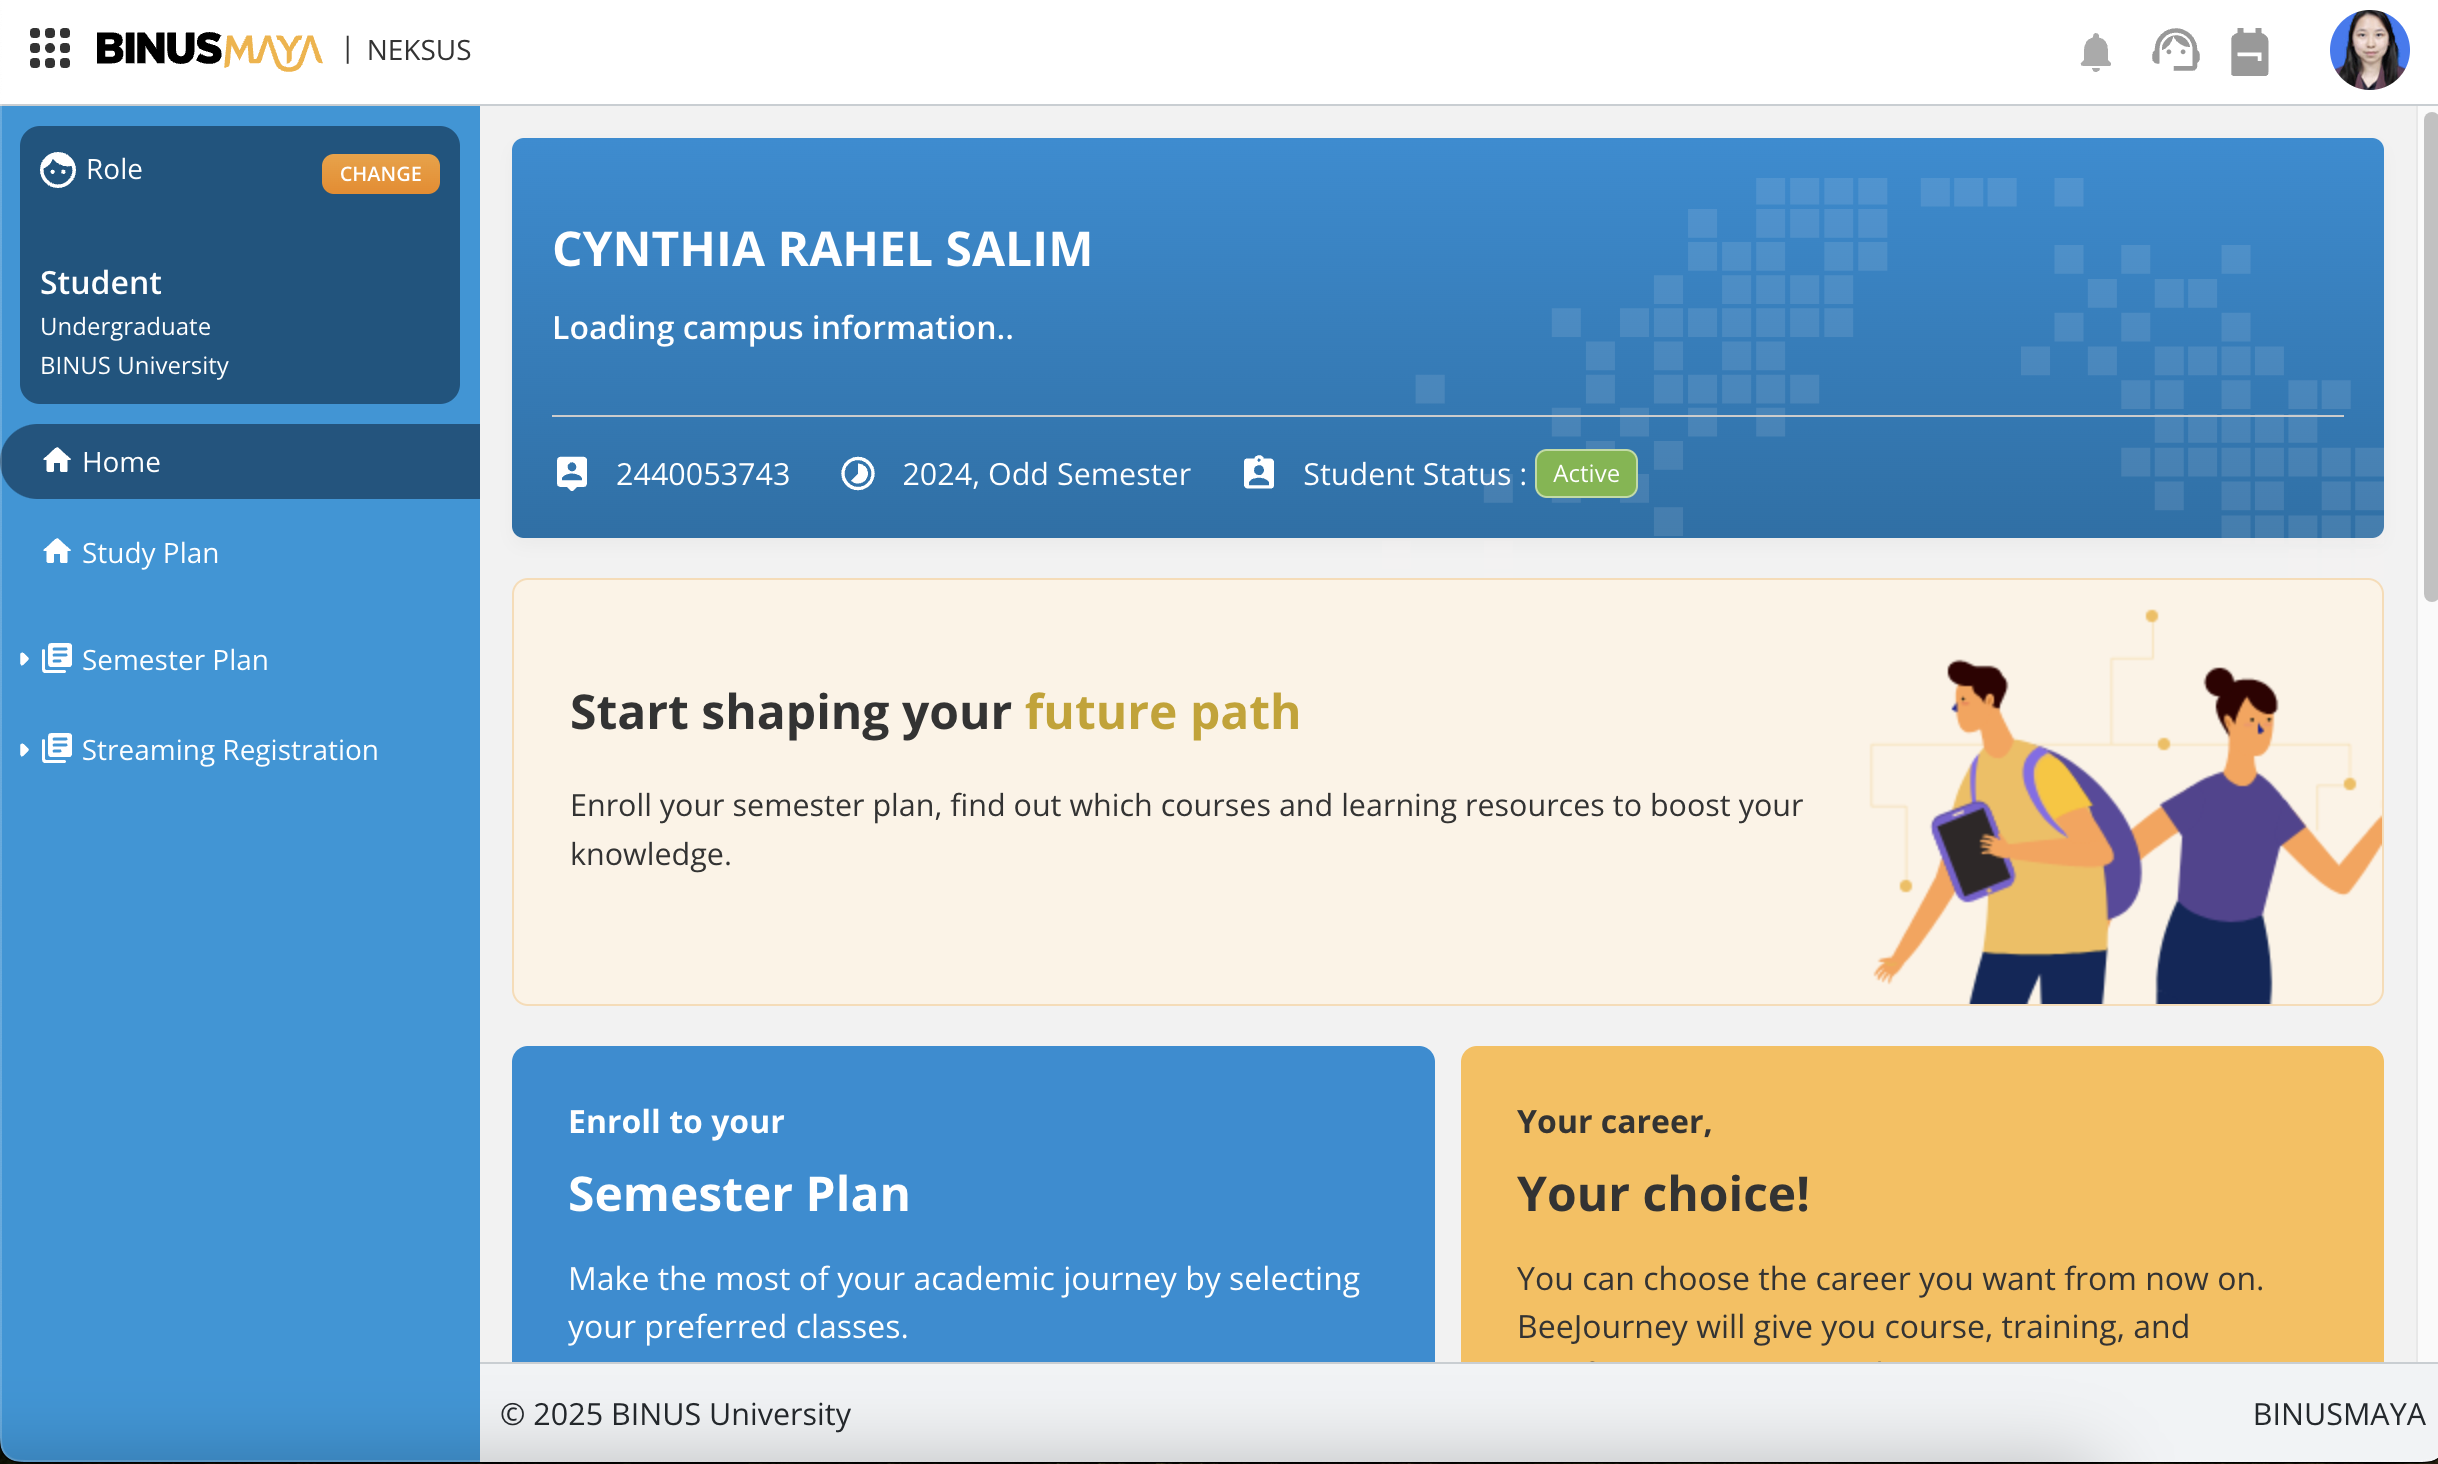 BINUSMAYA | NEKSUS
Role
CHANGE
Student
Undergraduate
BINUS University
Home
Study Plan
Semester Plan
Streaming Registration
CYNTHIA RAHEL SALIM
Loading campus information..
2440053743 2024, Odd Semester Student Status : Active
Start shaping your future path
Enroll your semester plan, find out which courses and learning resources to boost your
knowledge.
Enroll to your
Semester Plan
Make the most of your academic journey by selecting
your preferred classes.
Your career,
Your choice!
You can choose the career you want from now on.
BeeJourney will give you course, training, and
© 2025 BINUS University
BINUSMAYA